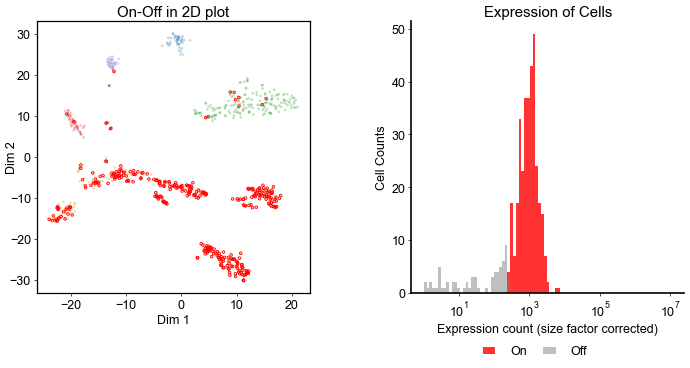 On-Off in 2D plot
Dim 2
30
20
10
0
−10
−20
−30
−20 −10 0 10 20
Dim 1
Expression of Cells
Cell Counts
50
40
30
20
10
0
10^1 10^3 10^5 10^7
Expression count (size factor corrected)
On Off